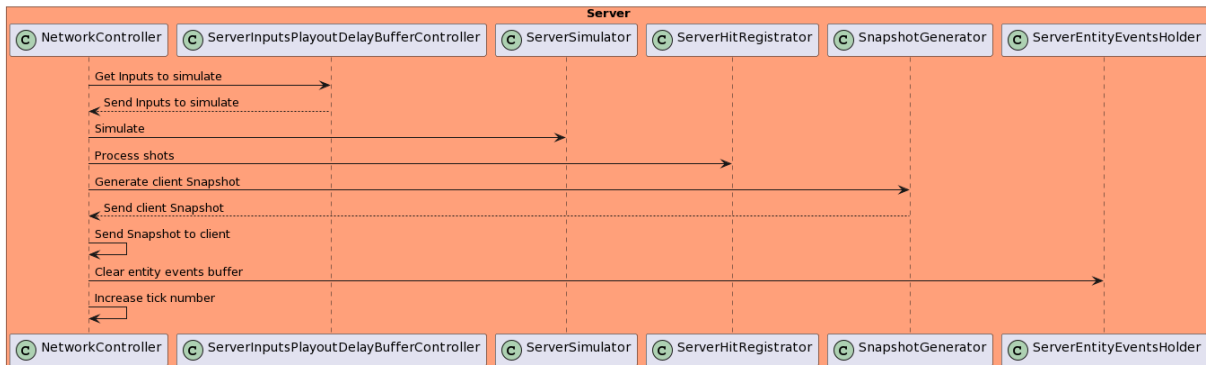 Server
C NetworkController
C ServerInputsPlayoutDelayBufferController
C ServerSimulator
C ServerHitRegistrator
C SnapshotGenerator
C ServerEntityEventsHolder
Get Inputs to simulate
Send Inputs to simulate
Simulate
Process shots
Generate client Snapshot
Send client Snapshot
Send Snapshot to client
Clear entity events buffer
Increase tick number
C NetworkController
C ServerInputsPlayoutDelayBufferController
C ServerSimulator
C ServerHitRegistrator
C SnapshotGenerator
C ServerEntityEventsHolder